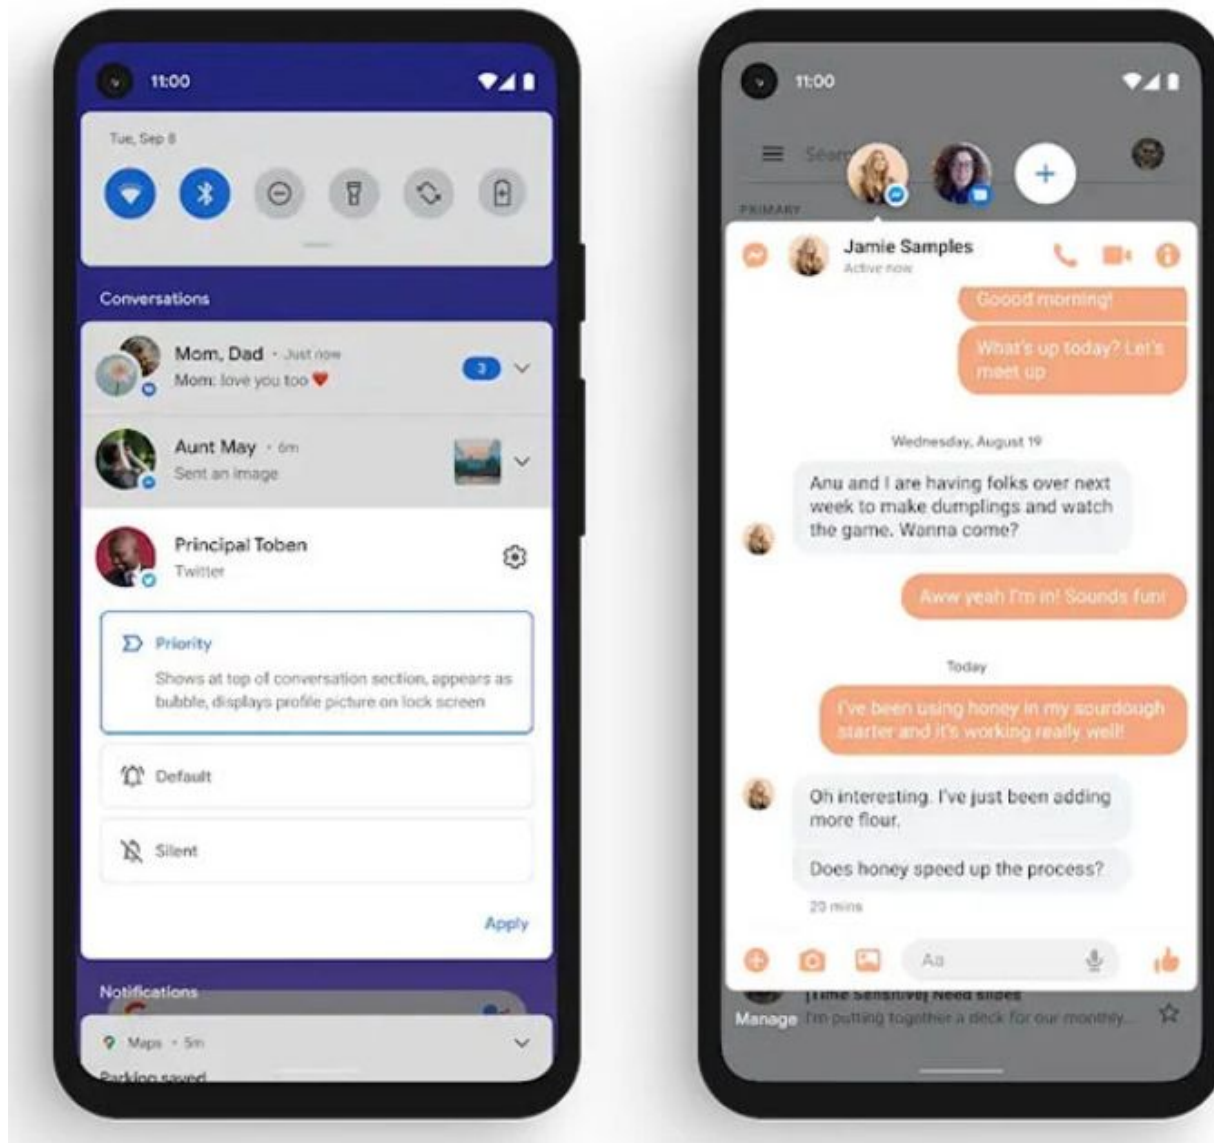 11:00
Tue, Sep 8
Conversations
Mom, Dad · Just now
Mom: love you too ❤
3
Aunt May · 6m
Sent an image
Principal Toben
Twitter
Priority
Shows at top of conversation section, appears as
bubble, displays profile picture on lock screen
Default
Silent
Apply
Notifications
Maps · 5m
Parking saved
11:00
PRIMARY
Jamie Samples
Active now
Goood morning!
What's up today? Let's
meet up
Wednesday, August 19
Anu and I are having folks over next
week to make dumplings and watch
the game. Wanna come?
Aww yeah I'm in! Sounds fun!
Today
I've been using honey in my sourdough
starter and it's working really well!
Oh interesting. I've just been adding
more flour.
Does honey speed up the process?
20 mins
Aa
[Time Sensitive] Need slides
Manage
I'm putting together a deck for our monthly...